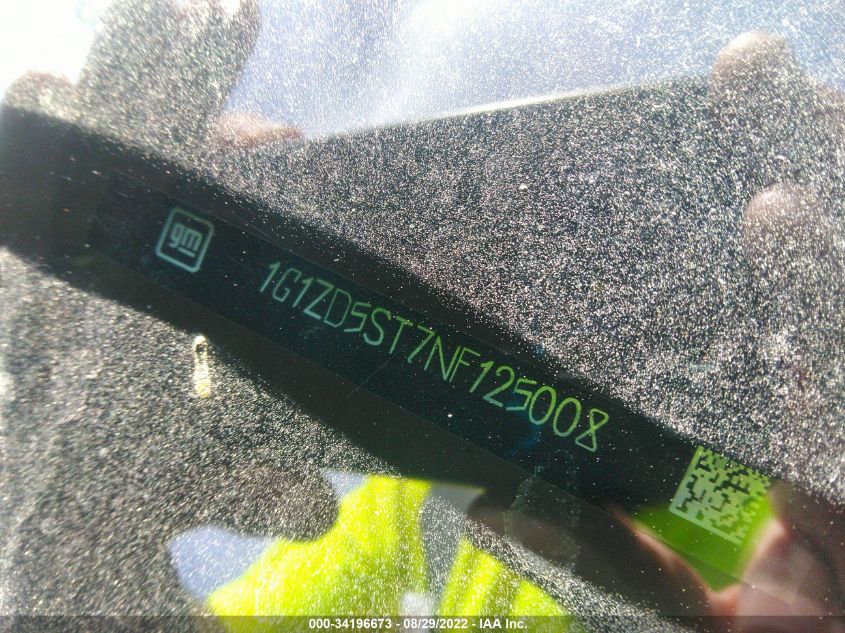 gm
1G1ZD5ST7NF125008
000-34196673 - 08/29/2022 - IAA Inc.